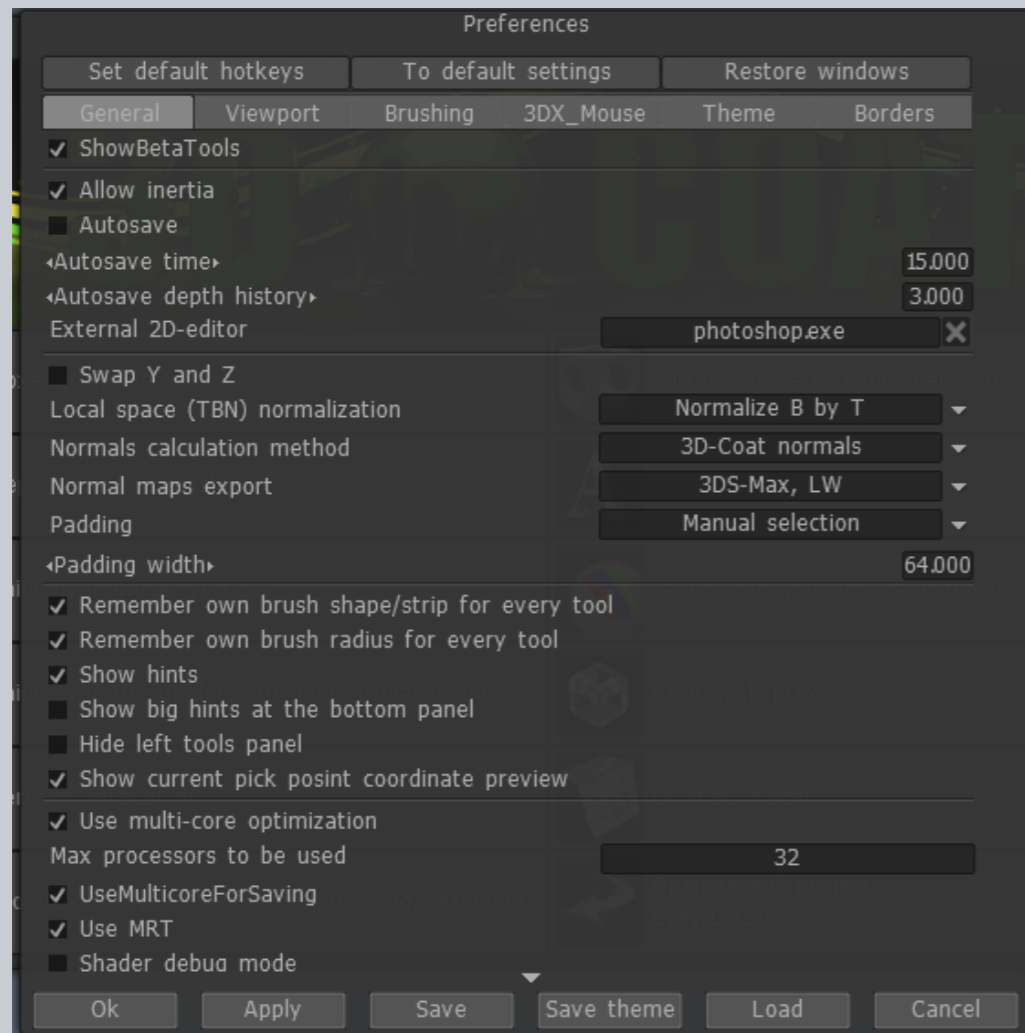 Preferences
Set default hotkeys To default settings Restore windows
General Viewport Brushing 3DX_Mouse Theme Borders
ShowBetaTools
Allow inertia
Autosave
Autosave time 15.000
Autosave depth history 3.000
External 2D-editor photoshop.exe
Swap Y and Z
Local space (TBN) normalization Normalize B by T
Normals calculation method 3D-Coat normals
Normal maps export 3DS-Max, LW
Padding Manual selection
Padding width 64.000
Remember own brush shape/strip for every tool
Remember own brush radius for every tool
Show hints
Show big hints at the bottom panel
Hide left tools panel
Show current pick posint coordinate preview
Use multi-core optimization
Max processors to be used 32
UseMulticoreForSaving
Use MRT
Shader debug mode
Ok Apply Save Save theme Load Cancel